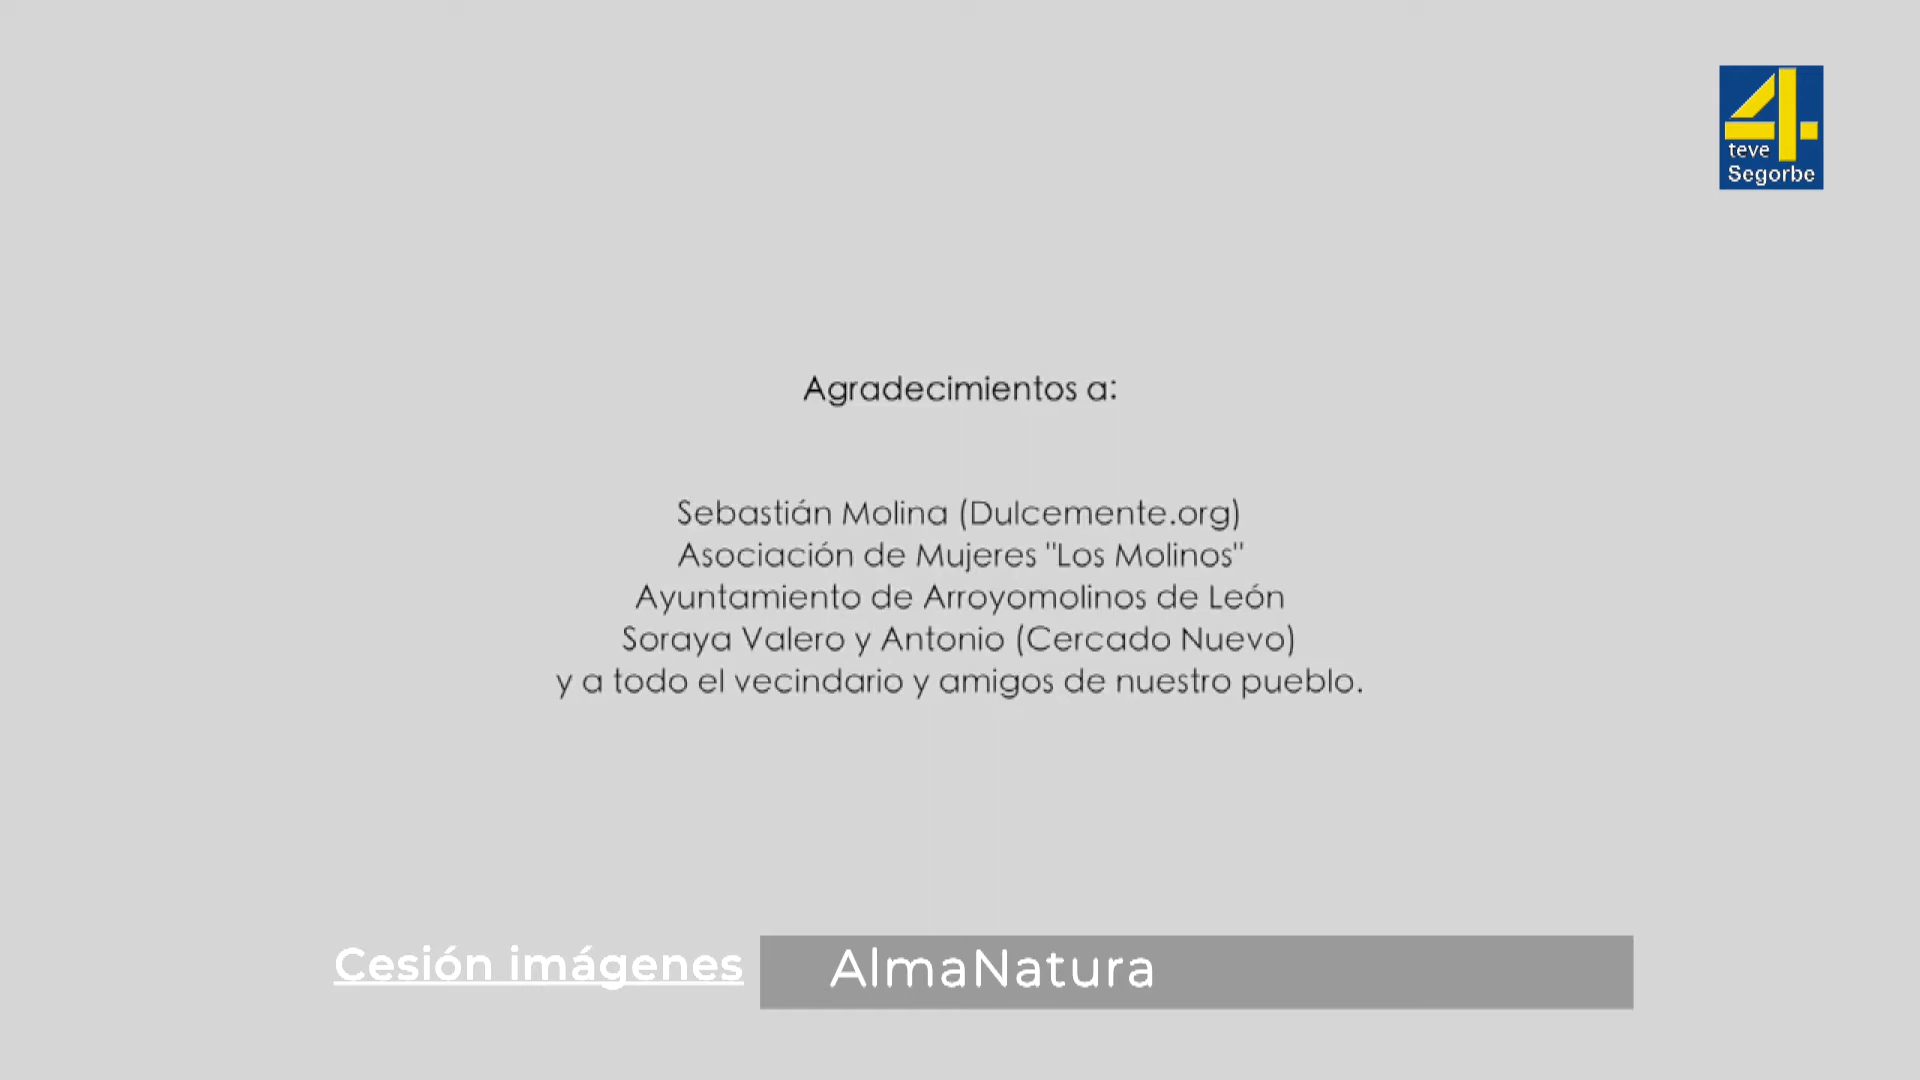 4
teve
Segorbe
Agradecimientos a:
Sebastián Molina (Dulcemente.org)
Asociación de Mujeres "Los Molinos"
Ayuntamiento de Arroyomolinos de León
Soraya Valero y Antonio (Cercado Nuevo)
y a todo el vecindario y amigos de nuestro pueblo.
Cesión imágenes AlmaNatura